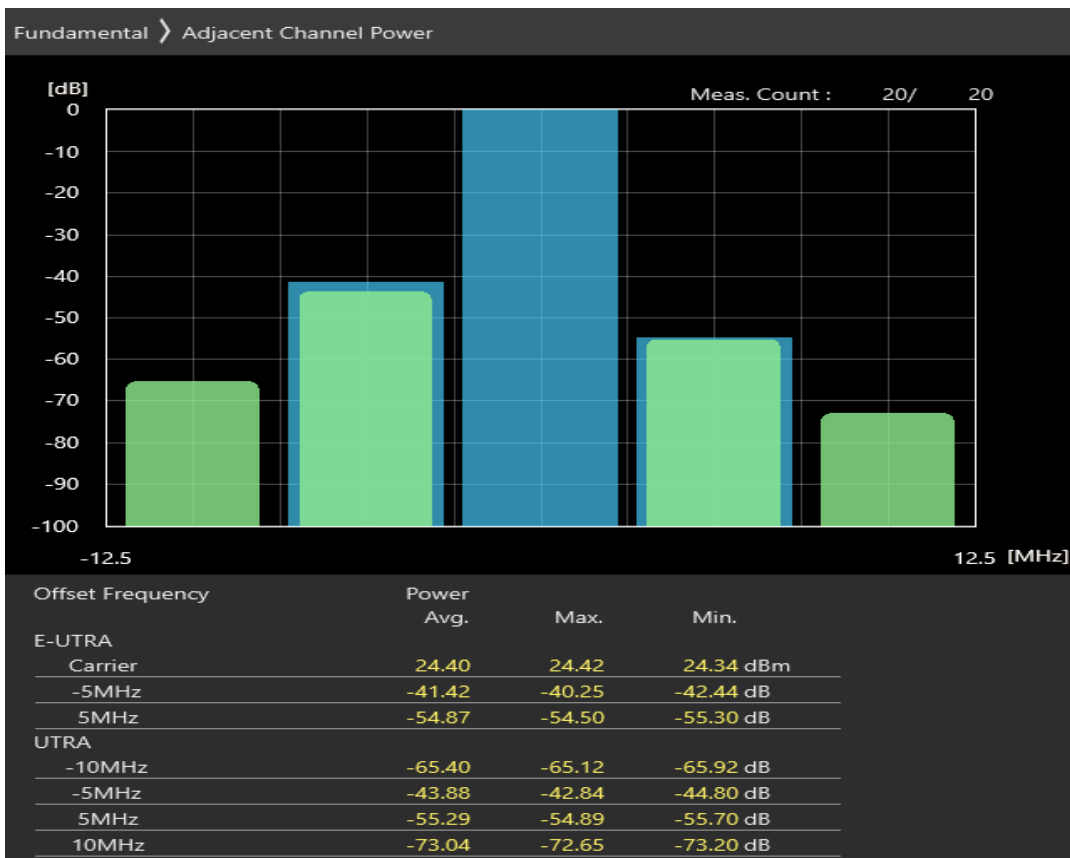 Fundamental ❯ Adjacent Channel Power
[dB]
Meas. Count : 20/ 20
0
-10
-20
-30
-40
-50
-60
-70
-80
-90
-100
-12.5 12.5 [MHz]
Offset Frequency Power
Avg. Max. Min.
E-UTRA
Carrier 24.40 24.42 24.34 dBm
-5MHz -41.42 -40.25 -42.44 dB
5MHz -54.87 -54.50 -55.30 dB
UTRA
-10MHz -65.40 -65.12 -65.92 dB
-5MHz -43.88 -42.84 -44.80 dB
5MHz -55.29 -54.89 -55.70 dB
10MHz -73.04 -72.65 -73.20 dB